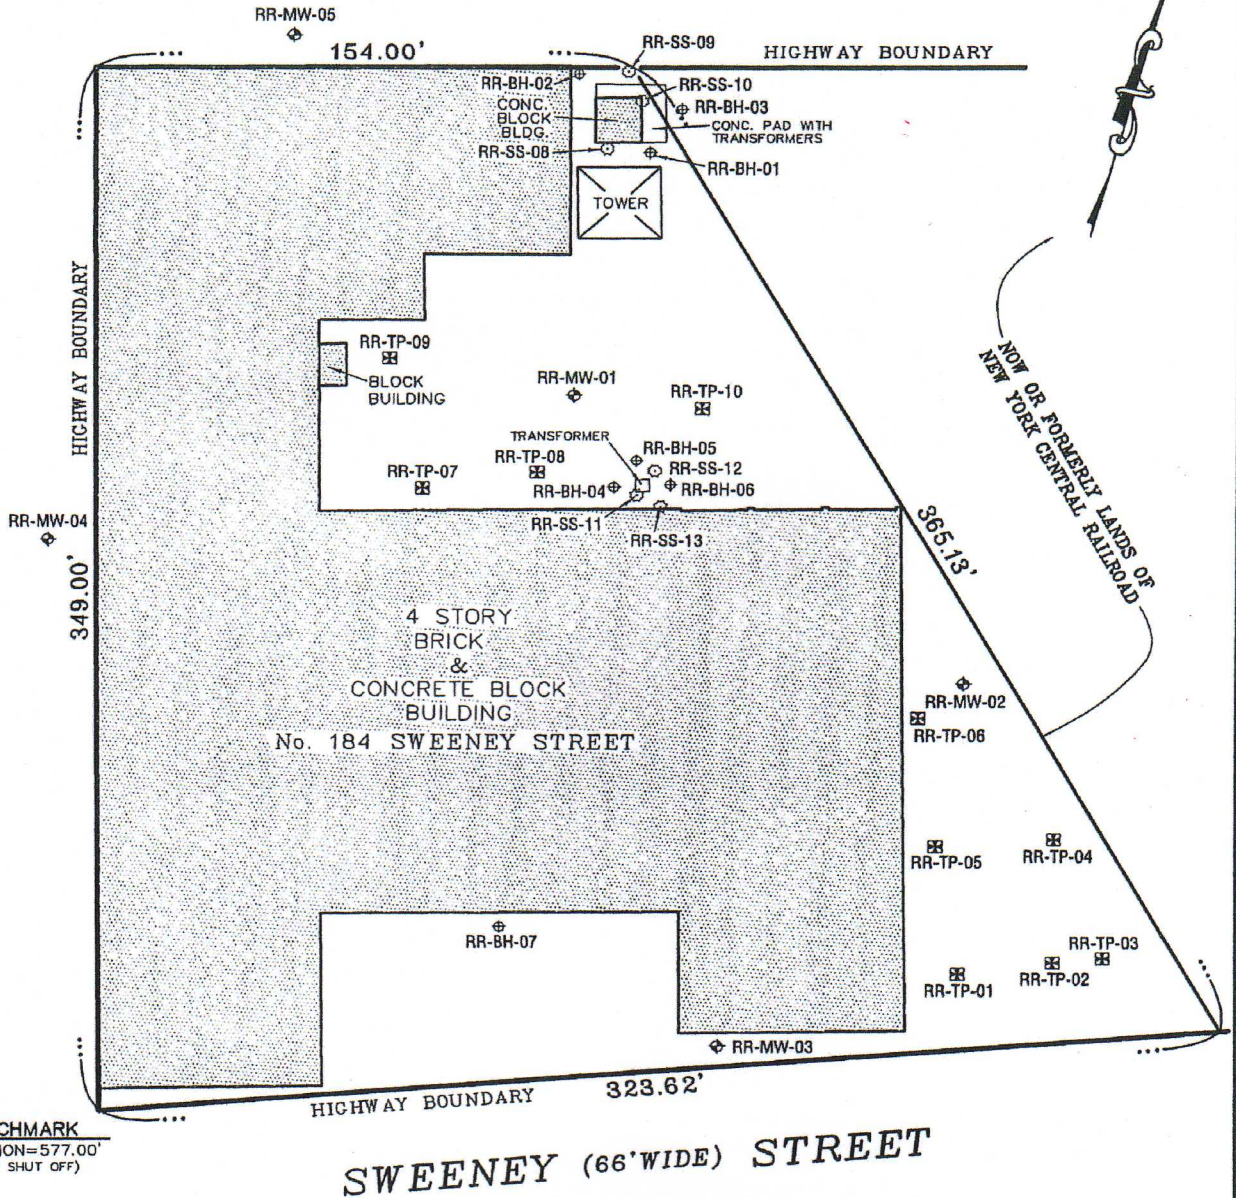 RR-MW-05
154.00'
RR-SS-09
HIGHWAY BOUNDARY
RR-BH-02
RR-SS-10
CONC.
BLOCK
BLDG.
RR-BH-03
CONC. PAD WITH
TRANSFORMERS
RR-SS-08
RR-BH-01
TOWER
HIGHWAY BOUNDARY
RR-TP-09
BLOCK
BUILDING
RR-MW-01
RR-TP-10
NOW OR FORMERLY LANDS OF
NEW YORK CENTRAL RAILROAD
TRANSFORMER
RR-BH-05
RR-TP-08
RR-SS-12
RR-TP-07
RR-BH-04
RR-BH-06
RR-SS-11
RR-SS-13
RR-MW-04
349.00'
365.13'
4 STORY
BRICK
&
CONCRETE BLOCK
BUILDING
No. 184 SWEENEY STREET
RR-MW-02
RR-TP-06
RR-TP-05
RR-TP-04
RR-BH-07
RR-TP-03
RR-TP-01
RR-TP-02
RR-MW-03
HIGHWAY BOUNDARY
323.62'
CHMARK
ION=577.00'
SHUT OFF)
SWEENEY (66'WIDE) STREET